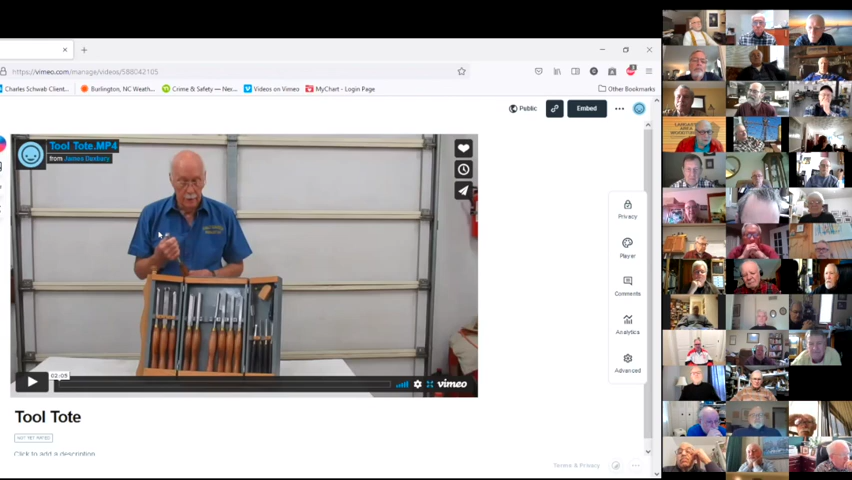 https://vimeo.com/manage/videos/586042105
Charles Schwab Client...
Burlington, NC Weath...
Crime & Safety — Nex...
Videos on Vimeo
MyChart - Login Page
Other Bookmarks
Public
Embed
Tool Tote.MP4
from James Duxbury
Privacy
Player
Comments
Analytics
Advanced
02:09
vimeo
Tool Tote
NOT YET RATED
Click to add a description
Terms & Privacy